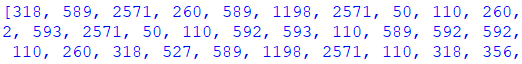 [318, 589, 2571, 260, 589, 1198, 2571, 50, 110, 260,
2, 593, 2571, 50, 110, 592, 593, 110, 589, 592, 592,
110, 260, 318, 527, 589, 1198, 2571, 110, 318, 356,